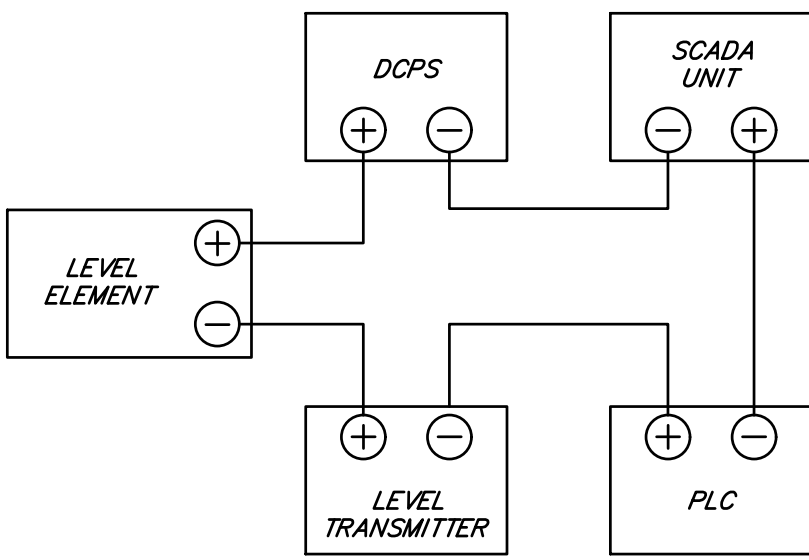 DCPS
+ −
SCADA
UNIT
− +
LEVEL
ELEMENT
+
−
+ −
LEVEL
TRANSMITTER
+ −
PLC